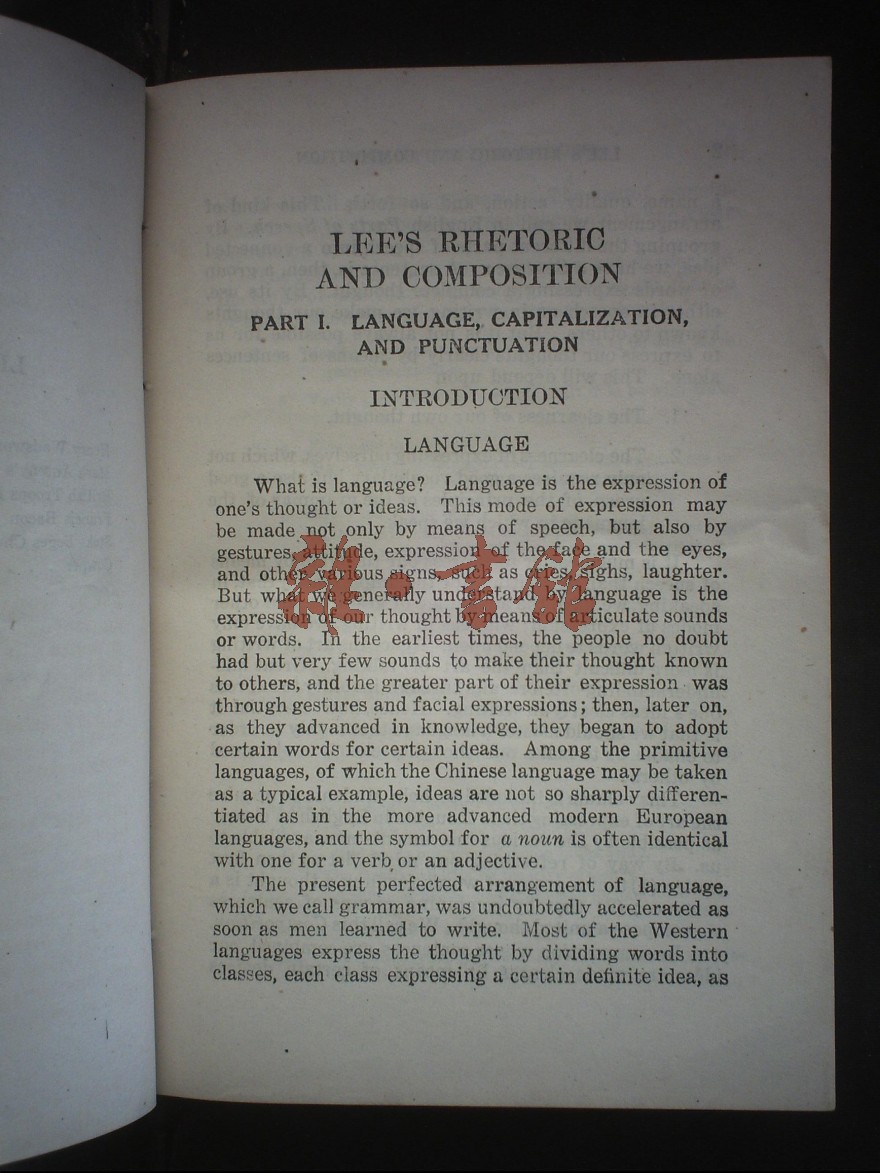 LEE'S RHETORIC
AND COMPOSITION
PART I. LANGUAGE, CAPITALIZATION,
AND PUNCTUATION
INTRODUCTION
LANGUAGE
What is language? Language is the expression of
one's thought or ideas. This mode of expression may
be made not only by means of speech, but also by
gestures, attitude, expression of the face and the eyes,
and other various signs, such as cries, sighs, laughter.
But what we generally understand by language is the
expression of our thought by means of articulate sounds
or words. In the earliest times, the people no doubt
had but very few sounds to make their thought known
to others, and the greater part of their expression was
through gestures and facial expressions; then, later on,
as they advanced in knowledge, they began to adopt
certain words for certain ideas. Among the primitive
languages, of which the Chinese language may be taken
as a typical example, ideas are not so sharply differen-
tiated as in the more advanced modern European
languages, and the symbol for a noun is often identical
with one for a verb or an adjective.
The present perfected arrangement of language,
which we call grammar, was undoubtedly accelerated as
soon as men learned to write. Most of the Western
languages express the thought by dividing words into
classes, each class expressing a certain definite idea, as